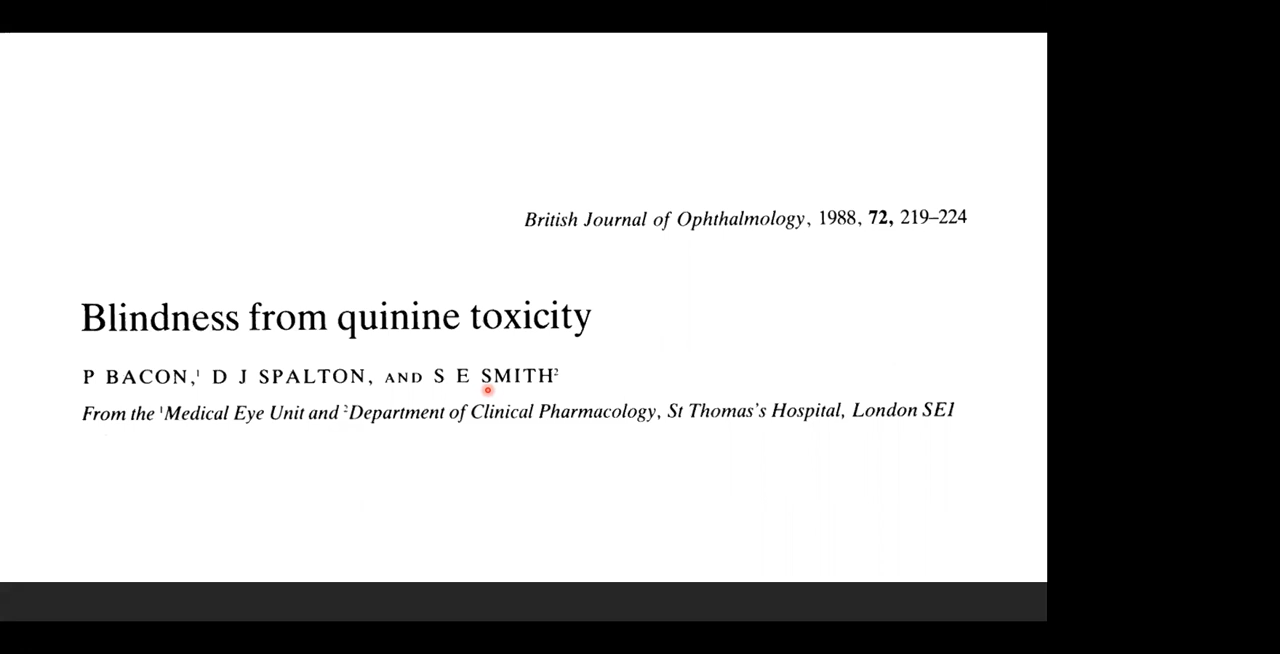 British Journal of Ophthalmology, 1988, 72, 219–224
Blindness from quinine toxicity
P BACON,¹ D J SPALTON, AND S E SMITH²
From the ¹Medical Eye Unit and ²Department of Clinical Pharmacology, St Thomas's Hospital, London SE1